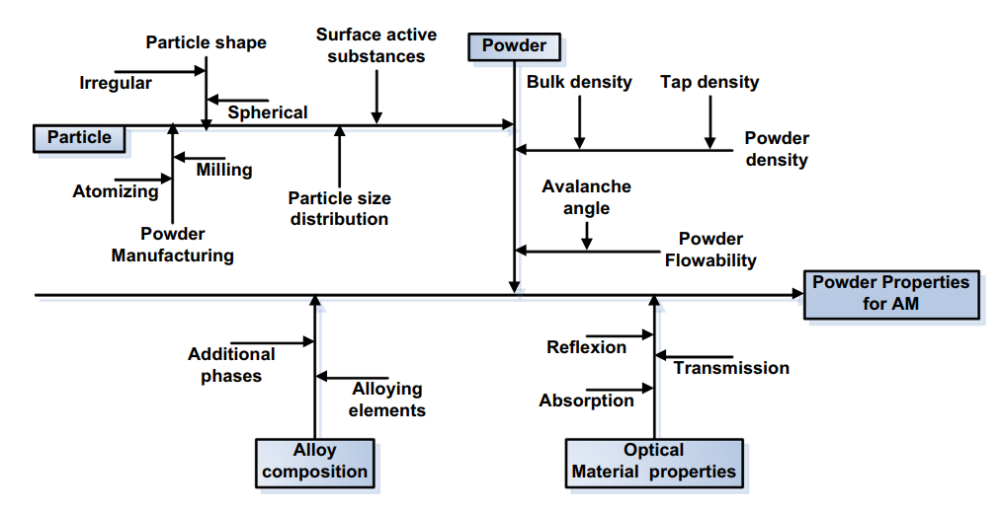 Particle shape
Surface active
substances
Powder
Irregular
Spherical
Bulk density
Tap density
Particle
Powder
density
Milling
Atomizing
Particle size
distribution
Avalanche
angle
Powder
Manufacturing
Powder
Flowability
Powder Properties
for AM
Additional
phases
Alloying
elements
Reflexion
Transmission
Absorption
Alloy
composition
Optical
Material properties